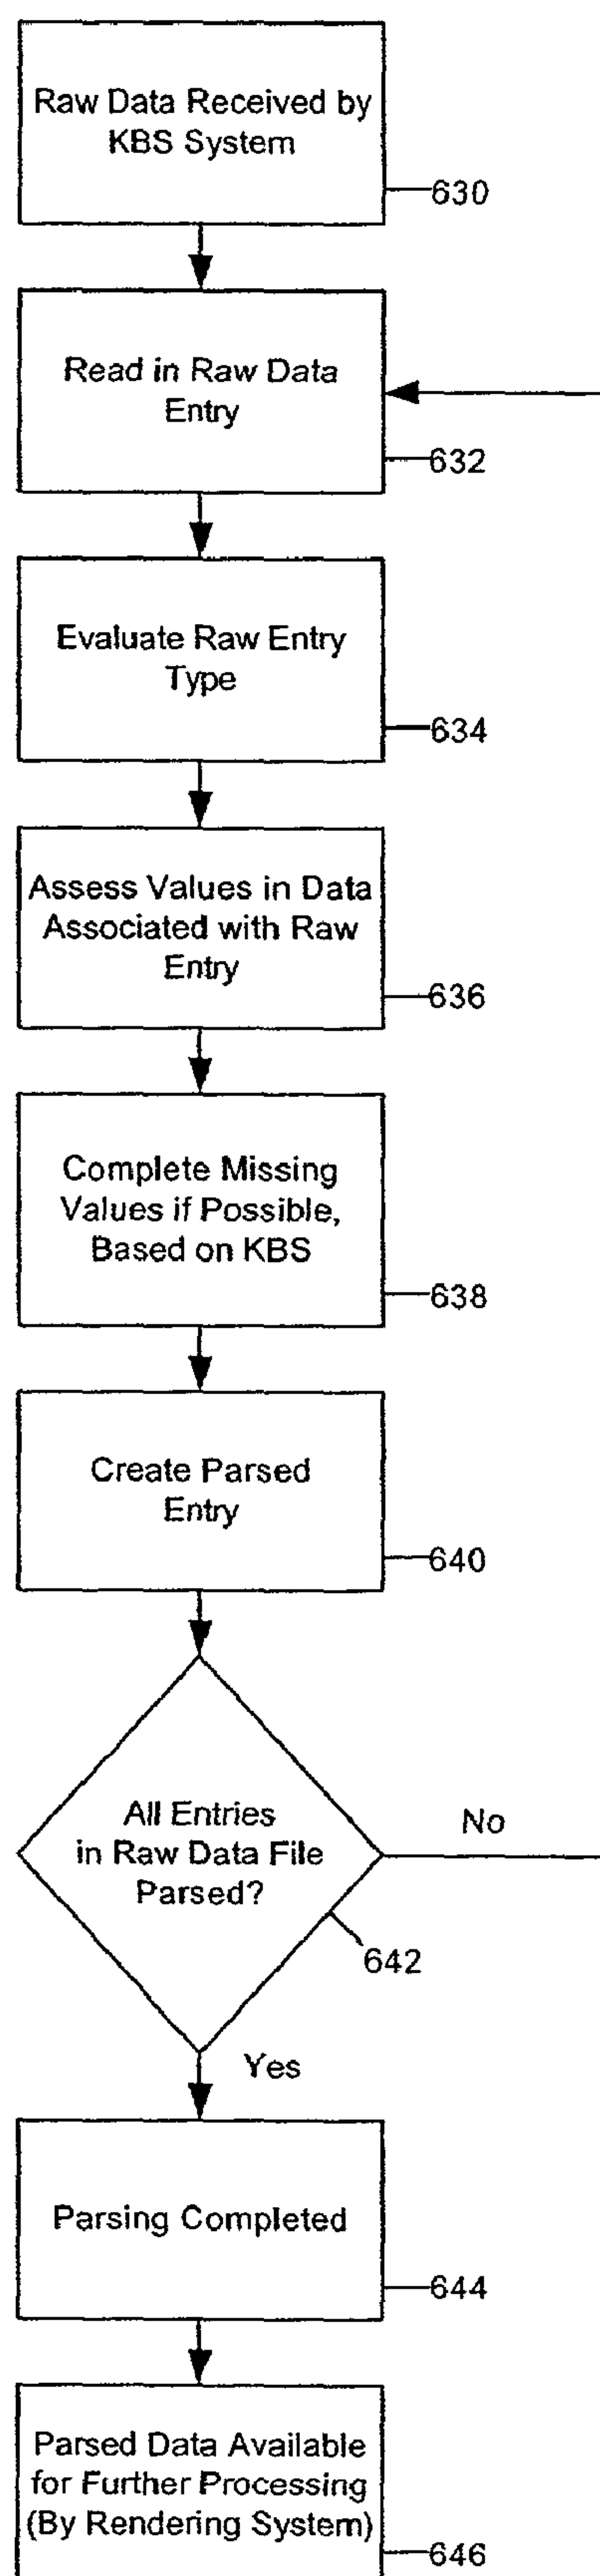 Raw Data Received by
KBS System
630
Read in Raw Data
Entry
632
Evaluate Raw Entry
Type
634
Assess Values in Data
Associated with Raw
Entry
636
Complete Missing
Values if Possible,
Based on KBS
638
Create Parsed
Entry
640
All Entries
in Raw Data File
Parsed?
No
642
Yes
Parsing Completed
644
Parsed Data Available
for Further Processing
(By Rendering System)
646